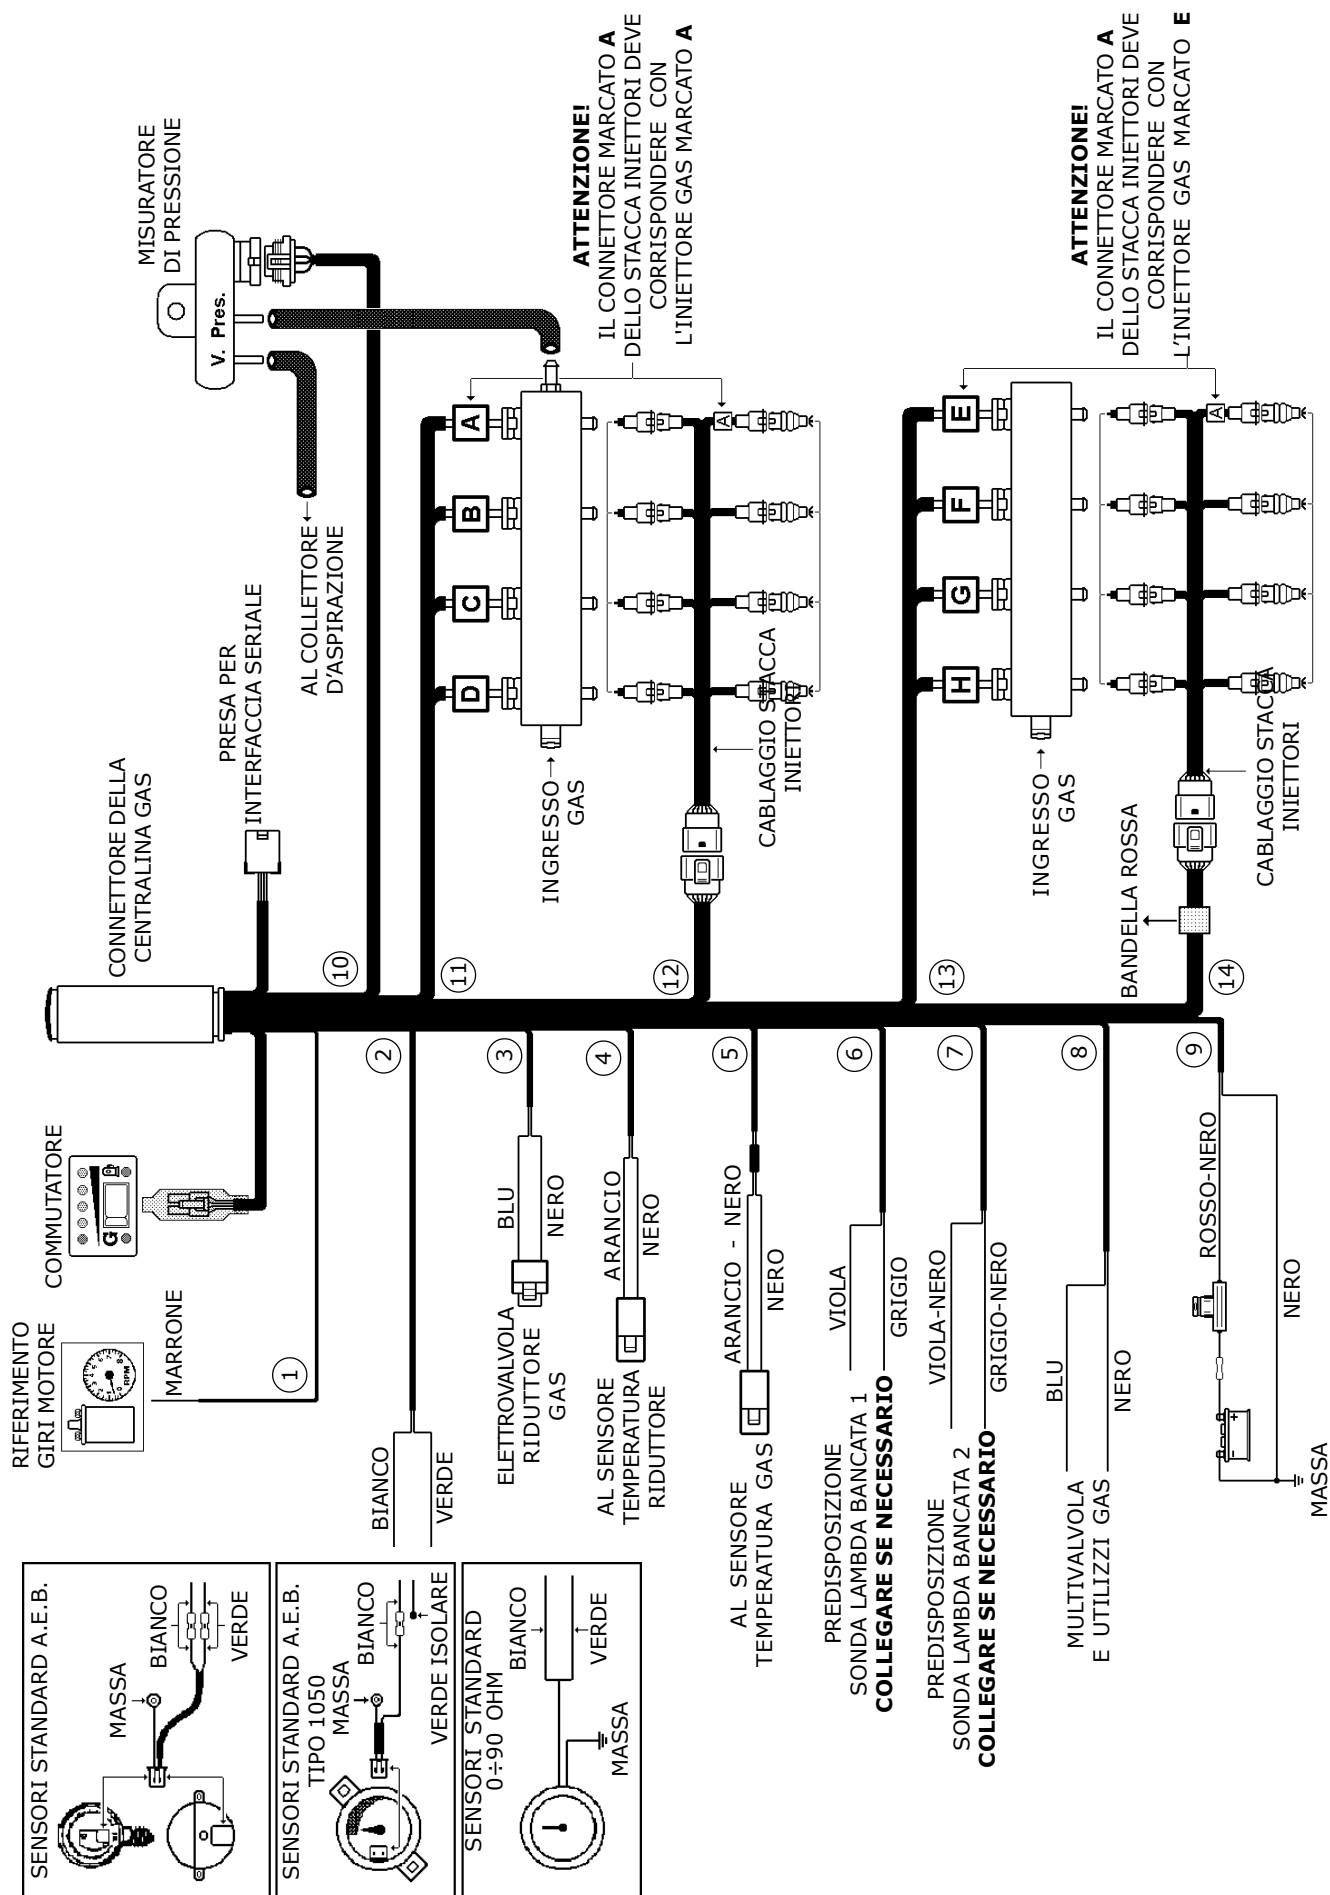 SENSORI STANDARD A.E.B.
MASSA
BIANCO
VERDE
SENSORI STANDARD A.E.B.
TIPO 1050
MASSA
BIANCO
VERDE ISOLARE
SENSORI STANDARD
0÷90 OHM
BIANCO
VERDE
MASSA
RIFERIMENTO
GIRI MOTORE
RPM
MARRONE
1
COMMUTATORE
G
CONNETTORE DELLA
CENTRALINA GAS
PRESA PER
INTERFACCIA SERIALE
MISURATORE
DI PRESSIONE
V. Pres.
AL COLLETTORE
D'ASPIRAZIONE
BIANCO
VERDE
2
ELETTROVALVOLA
RIDUTTORE
GAS
BLU
NERO
3
AL SENSORE
TEMPERATURA
RIDUTTORE
ARANCIO
NERO
4
AL SENSORE
TEMPERATURA GAS
ARANCIO - NERO
NERO
5
PREDISPOSIZIONE
SONDA LAMBDA BANCATA 1
COLLEGARE SE NECESSARIO
VIOLA
GRIGIO
6
PREDISPOSIZIONE
SONDA LAMBDA BANCATA 2
COLLEGARE SE NECESSARIO
VIOLA-NERO
GRIGIO-NERO
7
MULTIVALVOLA
E UTILIZZI GAS
BLU
NERO
8
ROSSO-NERO
NERO
MASSA
9
10
11
D
C
B
A
INGRESSO
GAS
12
CABLAGGIO STACCA
INIETTORI
A
ATTENZIONE!
IL CONNETTORE MARCATO A
DELLO STACCA INIETTORI DEVE
CORRISPONDERE CON
L'INIETTORE GAS MARCATO A
13
H
G
F
E
INGRESSO
GAS
14
BANDELLA ROSSA
CABLAGGIO STACCA
INIETTORI
A
ATTENZIONE!
IL CONNETTORE MARCATO A
DELLO STACCA INIETTORI DEVE
CORRISPONDERE CON
L'INIETTORE GAS MARCATO E